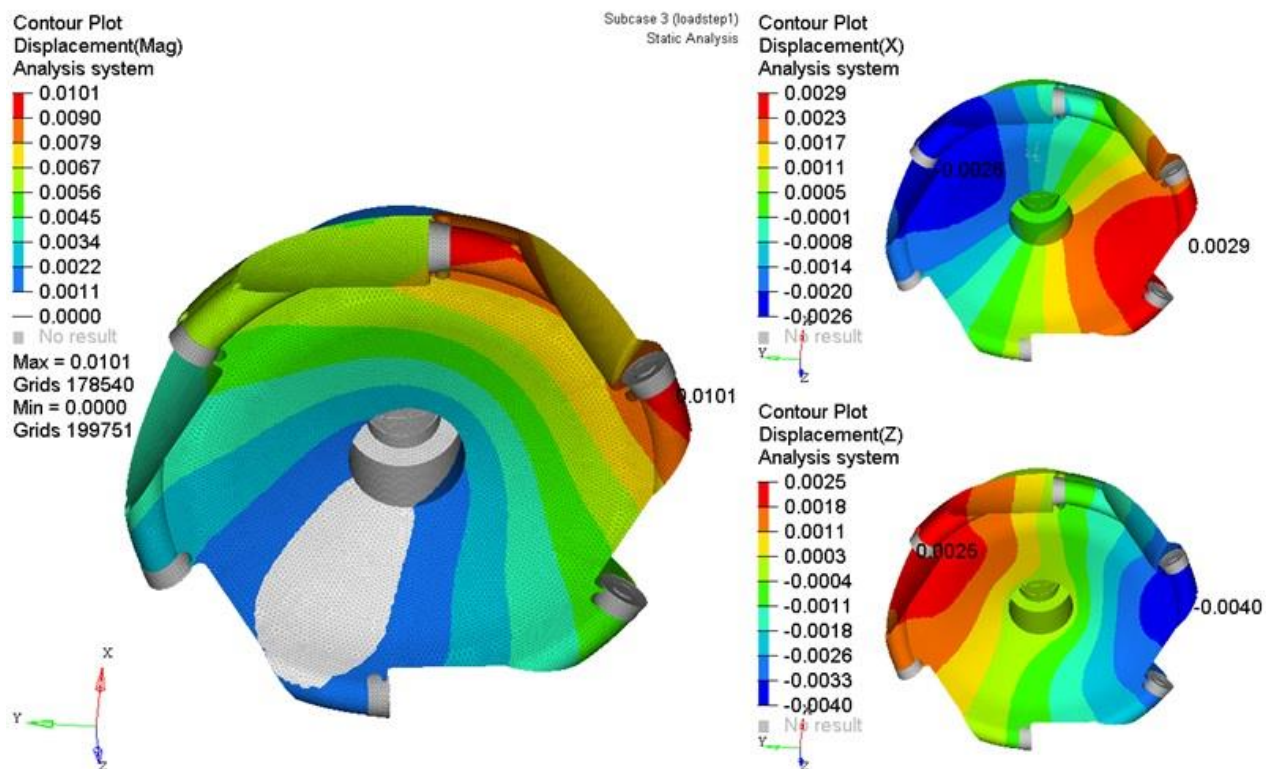 Contour Plot
Displacement(Mag)
Analysis system
0.0101
0.0090
0.0079
0.0067
0.0056
0.0045
0.0034
0.0022
0.0011
0.0000
No result
Max = 0.0101
Grids 178540
Min = 0.0000
Grids 199751
0.0101
X
Y
Z
Subcase 3 (loadstep1)
Static Analysis
Contour Plot
Displacement(X)
Analysis system
0.0029
0.0023
0.0017
0.0011
0.0005
-0.0001
-0.0008
-0.0014
-0.0020
-0.0026
No result
-0.0026
0.0029
X
Y
Z
Contour Plot
Displacement(Z)
Analysis system
0.0025
0.0018
0.0011
0.0003
-0.0004
-0.0011
-0.0018
-0.0026
-0.0033
-0.0040
No result
0.0025
-0.0040
X
Y
Z